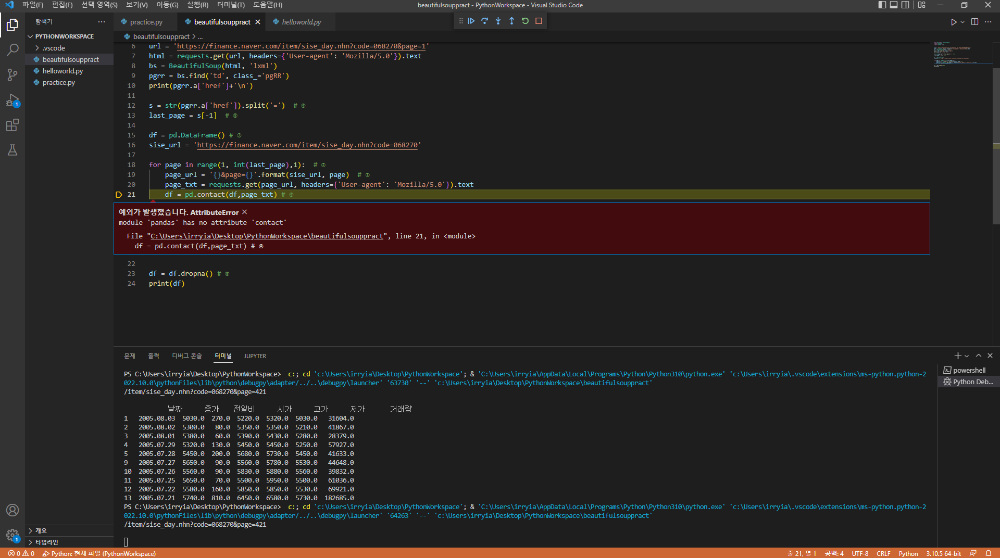 파일(F) 편집(E) 선택 영역(S) 보기(V) 이동(G) 실행(R) 터미널(T) 도움말(H)
beautifulsouppract - PythonWorkspace - Visual Studio Code
탐색기
practice.py
beautifulsouppract
helloworld.py
PYTHONWORKSPACE
.vscode
beautifulsouppract
helloworld.py
practice.py
1
beautifulsouppract > ...
6 url = 'https://finance.naver.com/item/sise_day.nhn?code=068270&page=1'
7 html = requests.get(url, headers={'User-agent': 'Mozilla/5.0'}).text
8 bs = BeautifulSoup(html, 'lxml')
9 pgrr = bs.find('td', class_='pgRR')
10 print(pgrr.a['href']+'\n')
11
12 s = str(pgrr.a['href']).split('=')  # ④
13 last_page = s[-1]  # ⑤
14
15 df = pd.DataFrame() # ①
16 sise_url = 'https://finance.naver.com/item/sise_day.nhn?code=068270'
17
18 for page in range(1, int(last_page),1):  # ②
19     page_url = '{}&page={}'.format(sise_url, page)  # ③
20     page_txt = requests.get(page_url, headers={'User-agent': 'Mozilla/5.0'}).text
21     df = pd.contact(df,page_txt) # ④
예외가 발생했습니다. AttributeError
module 'pandas' has no attribute 'contact'
File "C:\Users\irryia\Desktop\PythonWorkspace\beautifulsouppract", line 21, in <module>
df = pd.contact(df,page_txt) # ④
22
23 df = df.dropna() # ⑤
24 print(df)
문제 출력 디버그 콘솔 터미널 JUPYTER
PS C:\Users\irryia\Desktop\PythonWorkspace>  c:; cd 'c:\Users\irryia\Desktop\PythonWorkspace'; & 'C:\Users\irryia\AppData\Local\Programs\Python\Python310\python.exe' 'c:\Users\irryia\.vscode\extensions\ms-python.python-2
022.10.0\pythonFiles\lib\python\debugpy\adapter/../..\debugpy\launcher' '63730' '--' 'c:\Users\irryia\Desktop\PythonWorkspace\beautifulsouppract'
/item/sise_day.nhn?code=068270&page=421
날짜 종가 전일비 시가 고가 저가 거래량
1 2005.08.03 5030.0 270.0 5220.0 5320.0 5030.0 31604.0
2 2005.08.02 5300.0 80.0 5350.0 5350.0 5210.0 41867.0
3 2005.08.01 5380.0 60.0 5390.0 5430.0 5280.0 28379.0
4 2005.07.29 5320.0 130.0 5450.0 5450.0 5250.0 57927.0
5 2005.07.28 5450.0 200.0 5680.0 5730.0 5450.0 41633.0
9 2005.07.27 5650.0 90.0 5560.0 5780.0 5530.0 44648.0
10 2005.07.26 5560.0 90.0 5830.0 5880.0 5560.0 39832.0
11 2005.07.25 5650.0 70.0 5500.0 5950.0 5500.0 61036.0
12 2005.07.22 5580.0 160.0 5850.0 5850.0 5530.0 69921.0
13 2005.07.21 5740.0 810.0 6450.0 6580.0 5730.0 182685.0
PS C:\Users\irryia\Desktop\PythonWorkspace>  c:; cd 'c:\Users\irryia\Desktop\PythonWorkspace'; & 'C:\Users\irryia\AppData\Local\Programs\Python\Python310\python.exe' 'c:\Users\irryia\.vscode\extensions\ms-python.python-2
022.10.0\pythonFiles\lib\python\debugpy\adapter/../..\debugpy\launcher' '64263' '--' 'c:\Users\irryia\Desktop\PythonWorkspace\beautifulsouppract'
/item/sise_day.nhn?code=068270&page=421
powershell
Python Deb...
개요
타임라인
1
0 0 Python: 현재 파일 (PythonWorkspace)
줄 21, 열 1 공백: 4 UTF-8 CRLF Python 3.10.5 64-bit